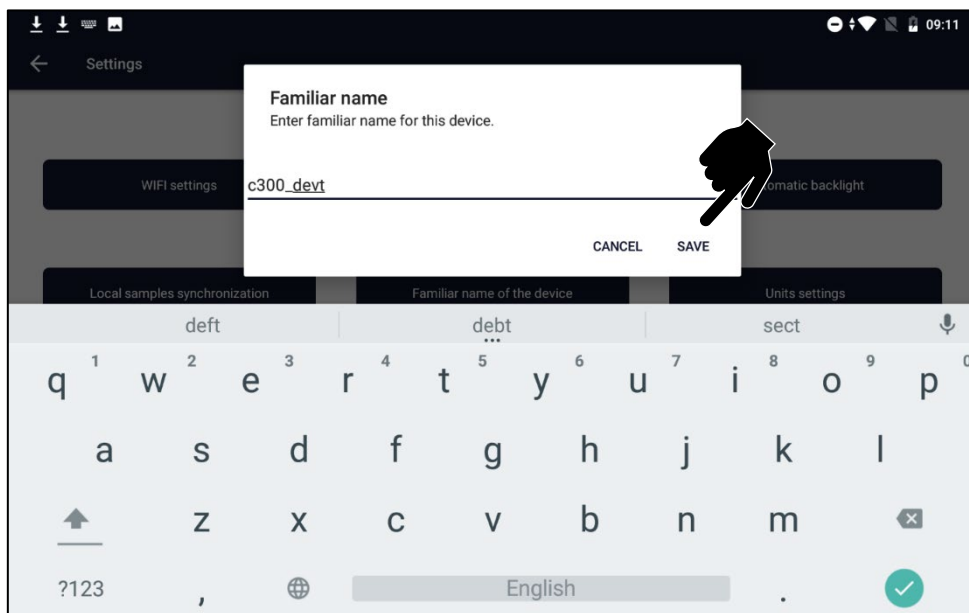 09:11
Settings
Familiar name
Enter familiar name for this device.
WIFI settings
c300_devt
omatic backlight
CANCEL SAVE
Local samples synchronization
Familiar name of the device
Units settings
deft debt sect
1 2 3 4 5 6 7 8 9 0
q w e r t y u i o p
a s d f g h j k l
z x c v b n m
?123 , English .